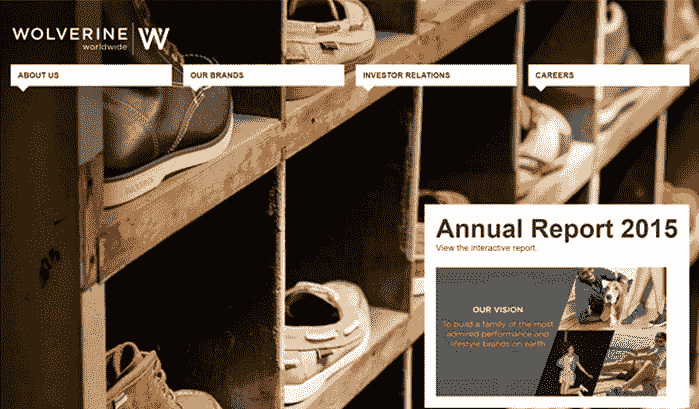 WOLVERINE
worldwide
ABOUT US
OUR BRANDS
INVESTOR RELATIONS
CAREERS
Annual Report 2015
View the interactive report.
OUR VISION
To build a family of the most
admired performance and
lifestyle brands on earth